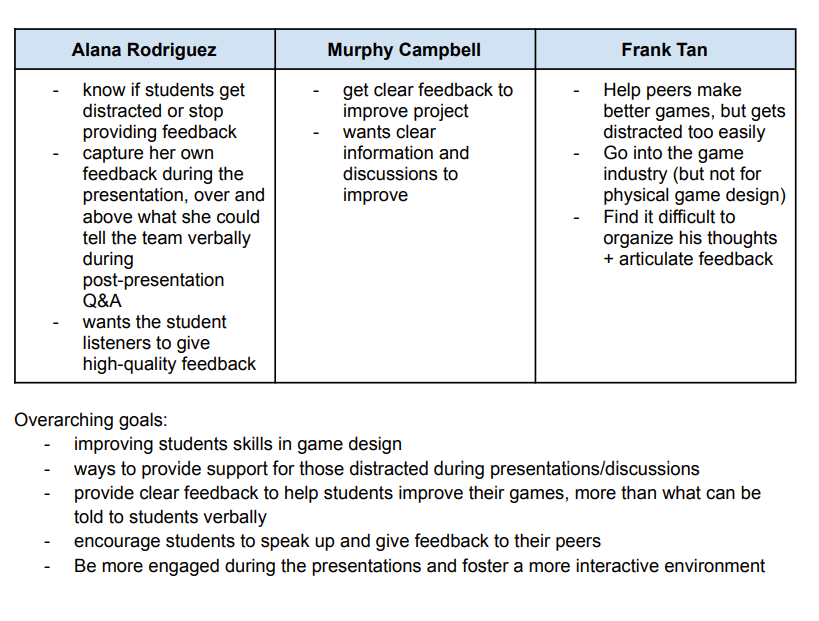 Alana Rodriguez
Murphy Campbell
Frank Tan
- know if students get
distracted or stop
providing feedback
- capture her own
feedback during the
presentation, over and
above what she could
tell the team verbally
during
post-presentation
Q&A
- wants the student
listeners to give
high-quality feedback
- get clear feedback to
improve project
- wants clear
information and
discussions to
improve
- Help peers make
better games, but gets
distracted too easily
- Go into the game
industry (but not for
physical game design)
- Find it difficult to
organize his thoughts
+ articulate feedback
Overarching goals:
- improving students skills in game design
- ways to provide support for those distracted during presentations/discussions
- provide clear feedback to help students improve their games, more than what can be
told to students verbally
- encourage students to speak up and give feedback to their peers
- Be more engaged during the presentations and foster a more interactive environment